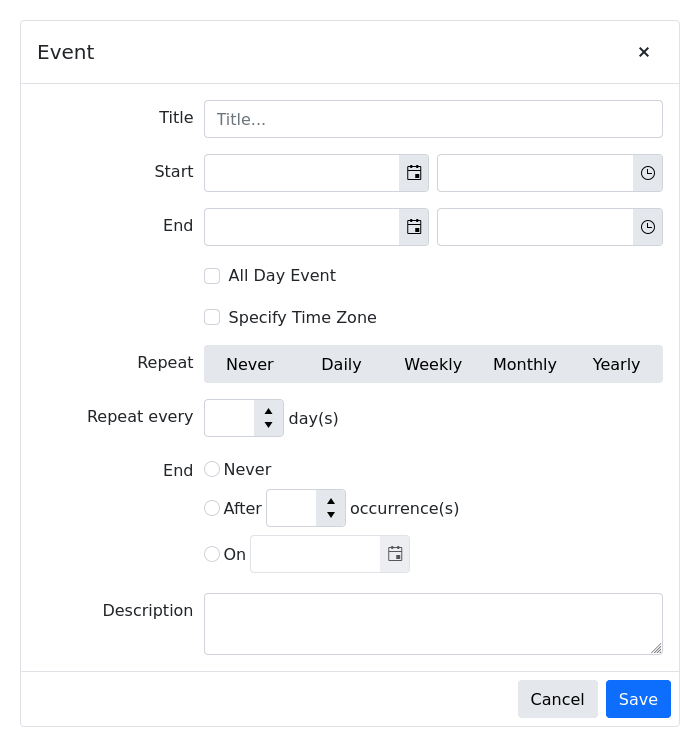 Event
Title Title...
Start
End
All Day Event
Specify Time Zone
Repeat Never Daily Weekly Monthly Yearly
Repeat every day(s)
End Never
After occurrence(s)
On
Description
Cancel Save